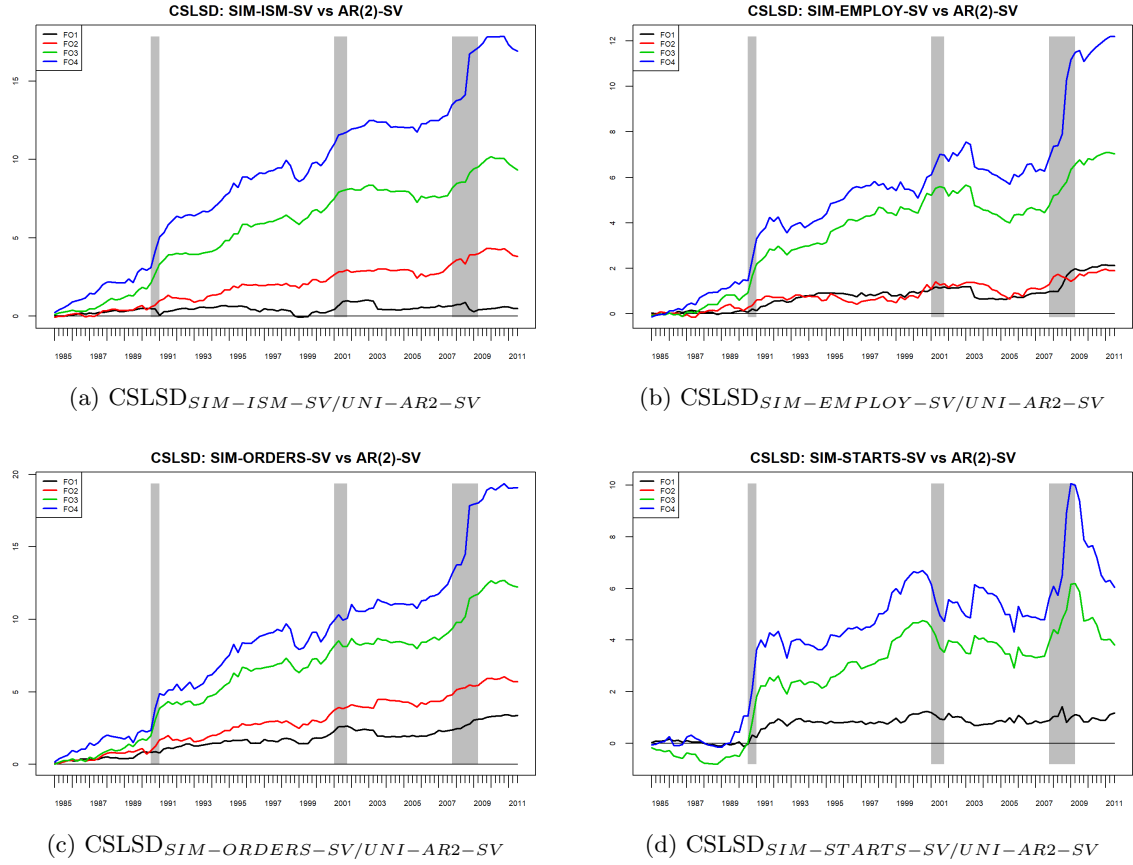 CSLSD: SIM-ISM-SV vs AR(2)-SV
FO1
FO2
FO3
FO4
15
10
5
0
1985 1987 1989 1991 1993 1995 1997 1999 2001 2003 2005 2007 2009 2011
(a) CSLSD SIM−ISM−SV/UNI−AR2−SV
CSLSD: SIM-EMPLOY-SV vs AR(2)-SV
FO1
FO2
FO3
FO4
12
10
8
6
4
2
0
1985 1987 1989 1991 1993 1995 1997 1999 2001 2003 2005 2007 2009 2011
(b) CSLSD SIM−EMPLOY−SV/UNI−AR2−SV
CSLSD: SIM-ORDERS-SV vs AR(2)-SV
FO1
FO2
FO3
FO4
20
15
10
5
0
1985 1987 1989 1991 1993 1995 1997 1999 2001 2003 2005 2007 2009 2011
(c) CSLSD SIM−ORDERS−SV/UNI−AR2−SV
CSLSD: SIM-STARTS-SV vs AR(2)-SV
FO1
FO2
FO3
FO4
10
8
6
4
2
0
1985 1987 1989 1991 1993 1995 1997 1999 2001 2003 2005 2007 2009 2011
(d) CSLSD SIM−STARTS−SV/UNI−AR2−SV